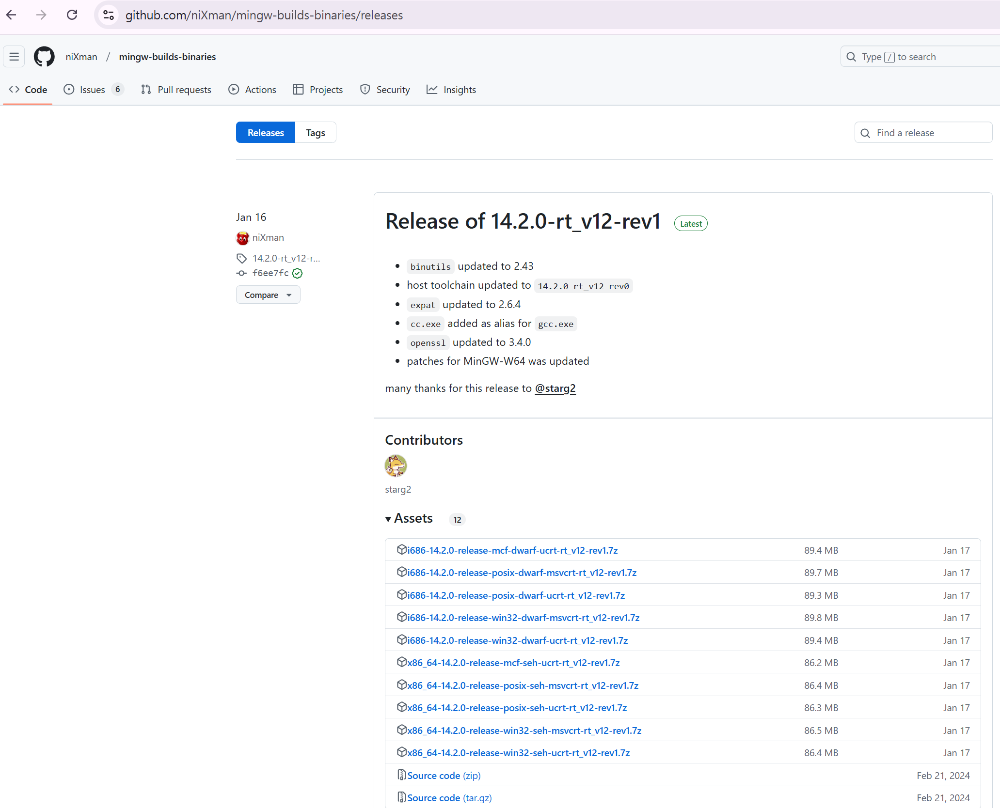 github.com/niXman/mingw-builds-binaries/releases
niXman / mingw-builds-binaries
Type / to search
Code
Issues 6
Pull requests
Actions
Projects
Security
Insights
Releases
Tags
Find a release
Jan 16
niXman
14.2.0-rt_v12-r...
f6ee7fc
Compare
Release of 14.2.0-rt_v12-rev1 Latest
• binutils updated to 2.43
• host toolchain updated to 14.2.0-rt_v12-rev0
• expat updated to 2.6.4
• cc.exe added as alias for gcc.exe
• openssl updated to 3.4.0
• patches for MinGW-W64 was updated
many thanks for this release to @starg2
Contributors
starg2
Assets 12
i686-14.2.0-release-mcf-dwarf-ucrt-rt_v12-rev1.7z 89.4 MB Jan 17
i686-14.2.0-release-posix-dwarf-msvcrt-rt_v12-rev1.7z 89.7 MB Jan 17
i686-14.2.0-release-posix-dwarf-ucrt-rt_v12-rev1.7z 89.3 MB Jan 17
i686-14.2.0-release-win32-dwarf-msvcrt-rt_v12-rev1.7z 89.8 MB Jan 17
i686-14.2.0-release-win32-dwarf-ucrt-rt_v12-rev1.7z 89.4 MB Jan 17
x86_64-14.2.0-release-mcf-seh-ucrt-rt_v12-rev1.7z 86.2 MB Jan 17
x86_64-14.2.0-release-posix-seh-msvcrt-rt_v12-rev1.7z 86.4 MB Jan 17
x86_64-14.2.0-release-posix-seh-ucrt-rt_v12-rev1.7z 86.3 MB Jan 17
x86_64-14.2.0-release-win32-seh-msvcrt-rt_v12-rev1.7z 86.5 MB Jan 17
x86_64-14.2.0-release-win32-seh-ucrt-rt_v12-rev1.7z 86.4 MB Jan 17
Source code (zip) Feb 21, 2024
Source code (tar.gz) Feb 21, 2024